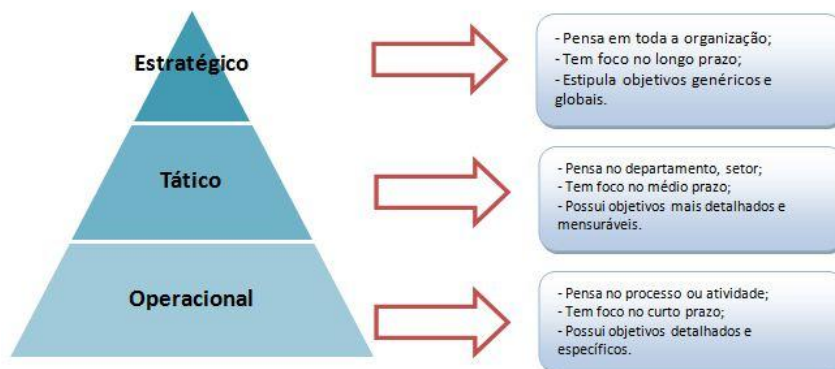 Estratégico
- Pensa em toda a organização;
- Tem foco no longo prazo;
- Estipula objetivos genéricos e
globais.
Tático
- Pensa no departamento, setor;
- Tem foco no médio prazo;
- Possui objetivos mais detalhados e
mensuráveis.
Operacional
- Pensa no processo ou atividade;
- Tem foco no curto prazo;
- Possui objetivos detalhados e
específicos.